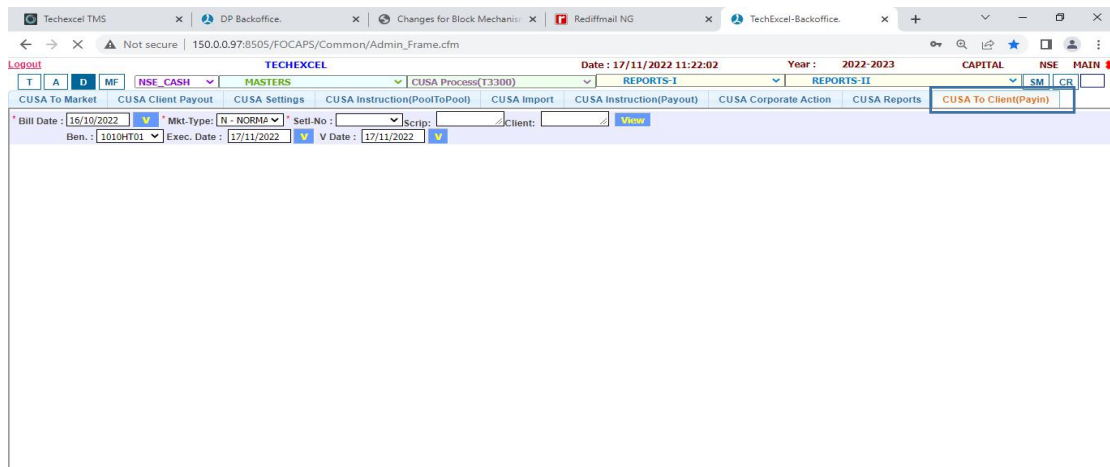 Techexcel TMS DP Backoffice. Changes for Block Mechanism Rediffmail NG TechExcel-Backoffice.
Not secure 150.0.0.97:8505/FOCAPS/Common/Admin_Frame.cfm
Logout TECHEXCEL Date : 17/11/2022 11:22:02 Year : 2022-2023 CAPITAL NSE MAIN
T A D MF NSE_CASH MASTERS CUSA Process(T3300) REPORTS-I REPORTS-II SM CR
CUSA To Market CUSA Client Payout CUSA Settings CUSA Instruction(PoolToPool) CUSA Import CUSA Instruction(Payout) CUSA Corporate Action CUSA Reports CUSA To Client(Payin)
* Bill Date : 16/10/2022 V * Mkt-Type: N - NORMA * Setl-No : Scrip: Client: View
Ben. : 1010HT01 Exec. Date : 17/11/2022 V V Date : 17/11/2022 V